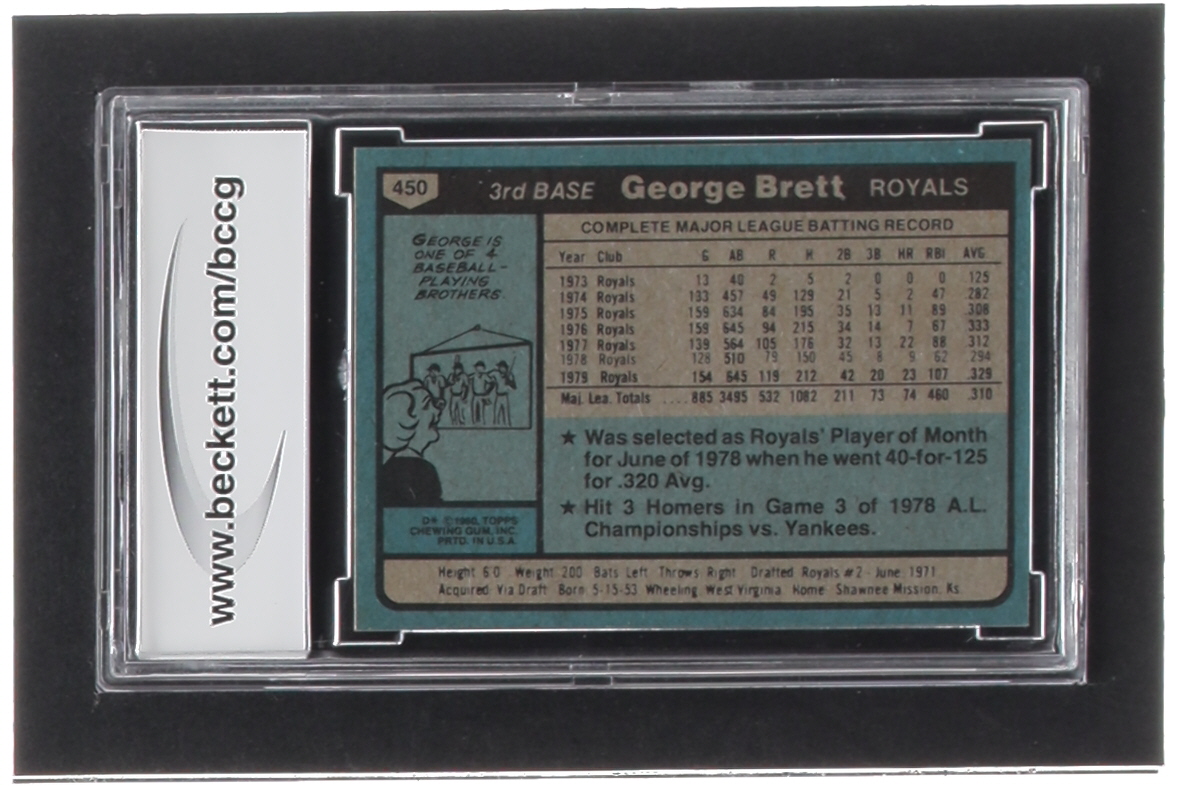 www.beckett.com/bccg
450 3rd BASE George Brett ROYALS
GEORGE IS
ONE OF 4
BASEBALL-
PLAYING
BROTHERS.
D* © 1980, TOPPS
CHEWING GUM, INC.
PRTD. IN U.S.A.
COMPLETE MAJOR LEAGUE BATTING RECORD
Year Club G AB R H 2B 3B HR RBI AVG
1973 Royals 13 40 2 5 2 0 0 0 .125
1974 Royals 133 457 49 129 21 5 2 47 .282
1975 Royals 159 634 84 195 35 13 11 89 .308
1976 Royals 159 645 94 215 34 14 7 67 .333
1977 Royals 139 564 105 176 32 13 22 88 .312
1978 Royals 128 510 79 150 45 8 9 62 .294
1979 Royals 154 645 119 212 42 20 23 107 .329
Maj. Lea. Totals ....885 3495 532 1082 211 73 74 460 .310
★ Was selected as Royals' Player of Month
for June of 1978 when he went 40-for-125
for .320 Avg.
★ Hit 3 Homers in Game 3 of 1978 A.L.
Championships vs. Yankees.
Height 6'0 Weight 200 Bats Left Throws Right Drafted Royals #2 - June, 1971
Acquired Via Draft Born 5-15-53, Wheeling, West Virginia Home Shawnee Mission, Ks.